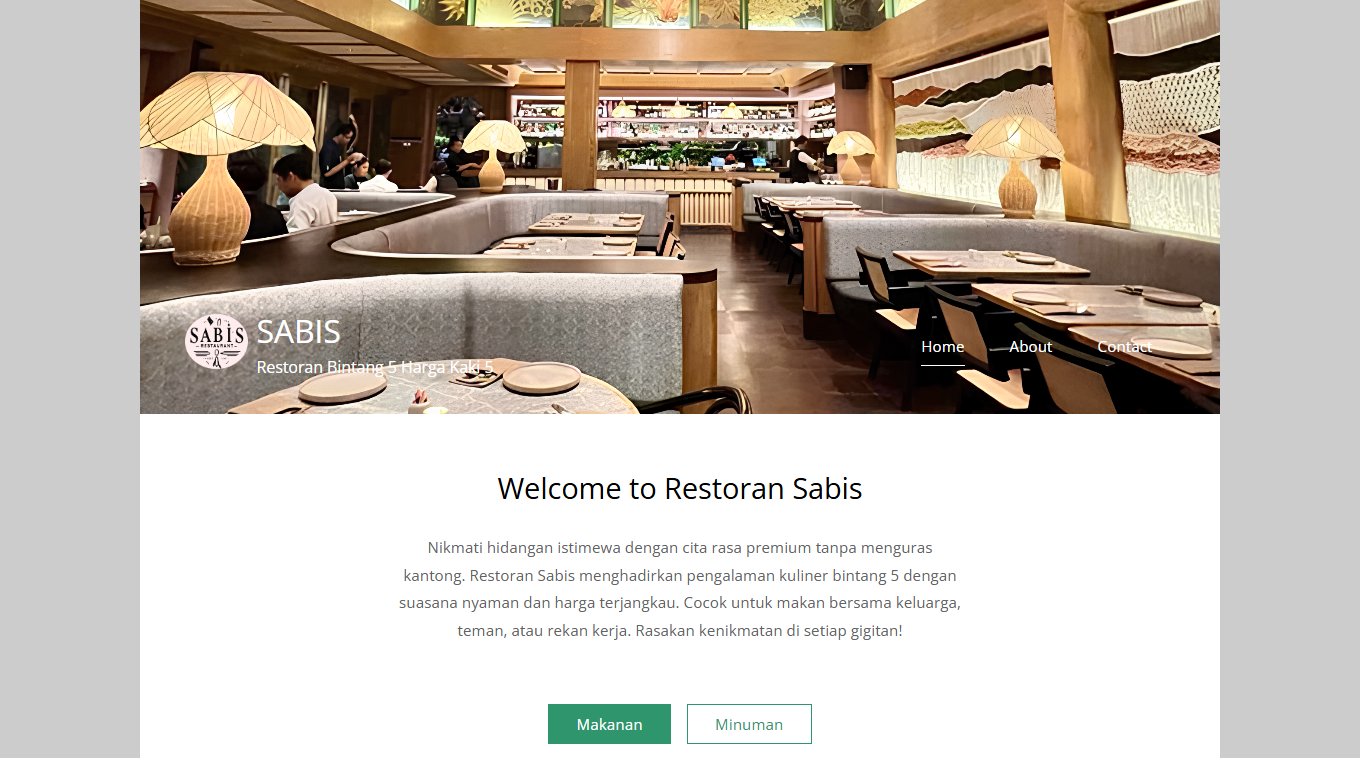 SABIS
RESTAURANT
SABIS
Restoran Bintang 5 Harga Kaki 5
Home
About
Contact
Welcome to Restoran Sabis
Nikmati hidangan istimewa dengan cita rasa premium tanpa menguras
kantong. Restoran Sabis menghadirkan pengalaman kuliner bintang 5 dengan
suasana nyaman dan harga terjangkau. Cocok untuk makan bersama keluarga,
teman, atau rekan kerja. Rasakan kenikmatan di setiap gigitan!
Makanan
Minuman